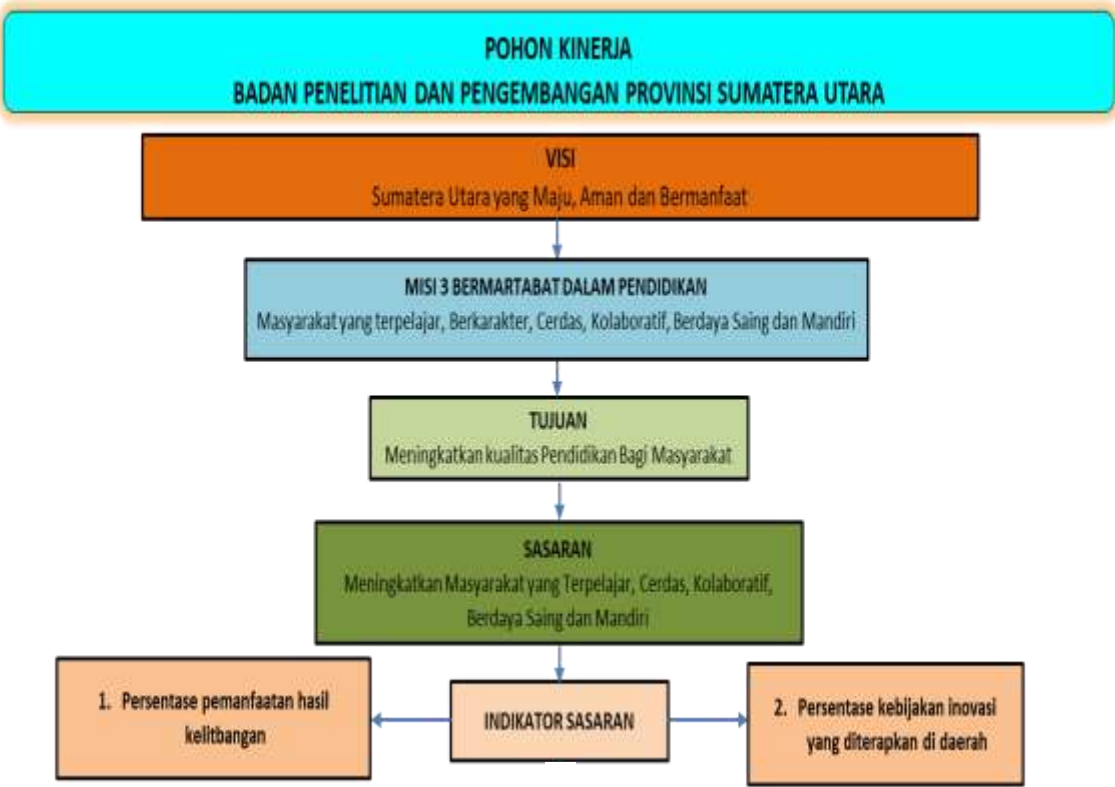 POHON KINERJA
BADAN PENELITIAN DAN PENGEMBANGAN PROVINSI SUMATERA UTARA
VISI
Sumatera Utara yang Maju, Aman dan Bermanfaat
MISI 3 BERMARTABAT DALAM PENDIDIKAN
Masyarakat yang terpelajar, Berkarakter, Cerdas, Kolaboratif, Berdaya Saing dan Mandiri
TUJUAN
Meningkatkan kualitas Pendidikan Bagi Masyarakat
SASARAN
Meningkatkan Masyarakat yang Terpelajar, Cerdas, Kolaboratif,
Berdaya Saing dan Mandiri
1. Persentase pemanfaatan hasil
kelitbangan
INDIKATOR SASARAN
2. Persentase kebijakan inovasi
yang diterapkan di daerah